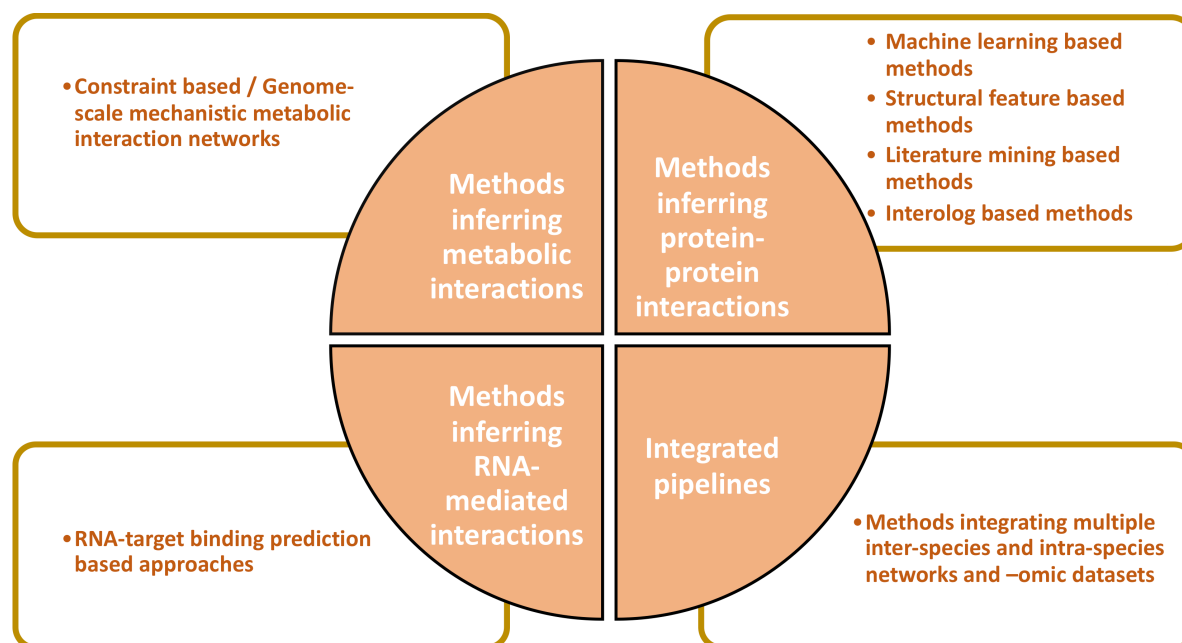 •Constraint based / Genome-
scale mechanistic metabolic
interaction networks
• Machine learning based
methods
• Structural feature based
methods
• Literature mining based
methods
• Interolog based methods
Methods
inferring
metabolic
interactions
Methods
inferring
protein-
protein
interactions
Methods
inferring
RNA-
mediated
interactions
Integrated
pipelines
•RNA-target binding prediction
based approaches
•Methods integrating multiple
inter-species and intra-species
networks and –omic datasets